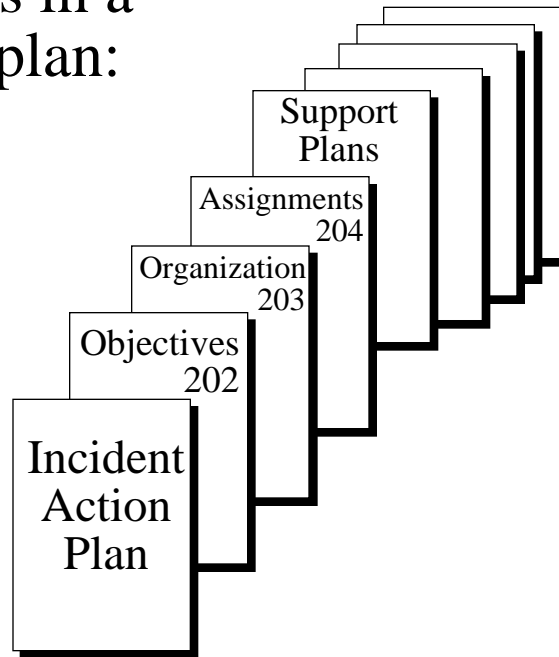 s in a
plan:
Support
Plans
Assignments
204
Organization
203
Objectives
202
Incident
Action
Plan